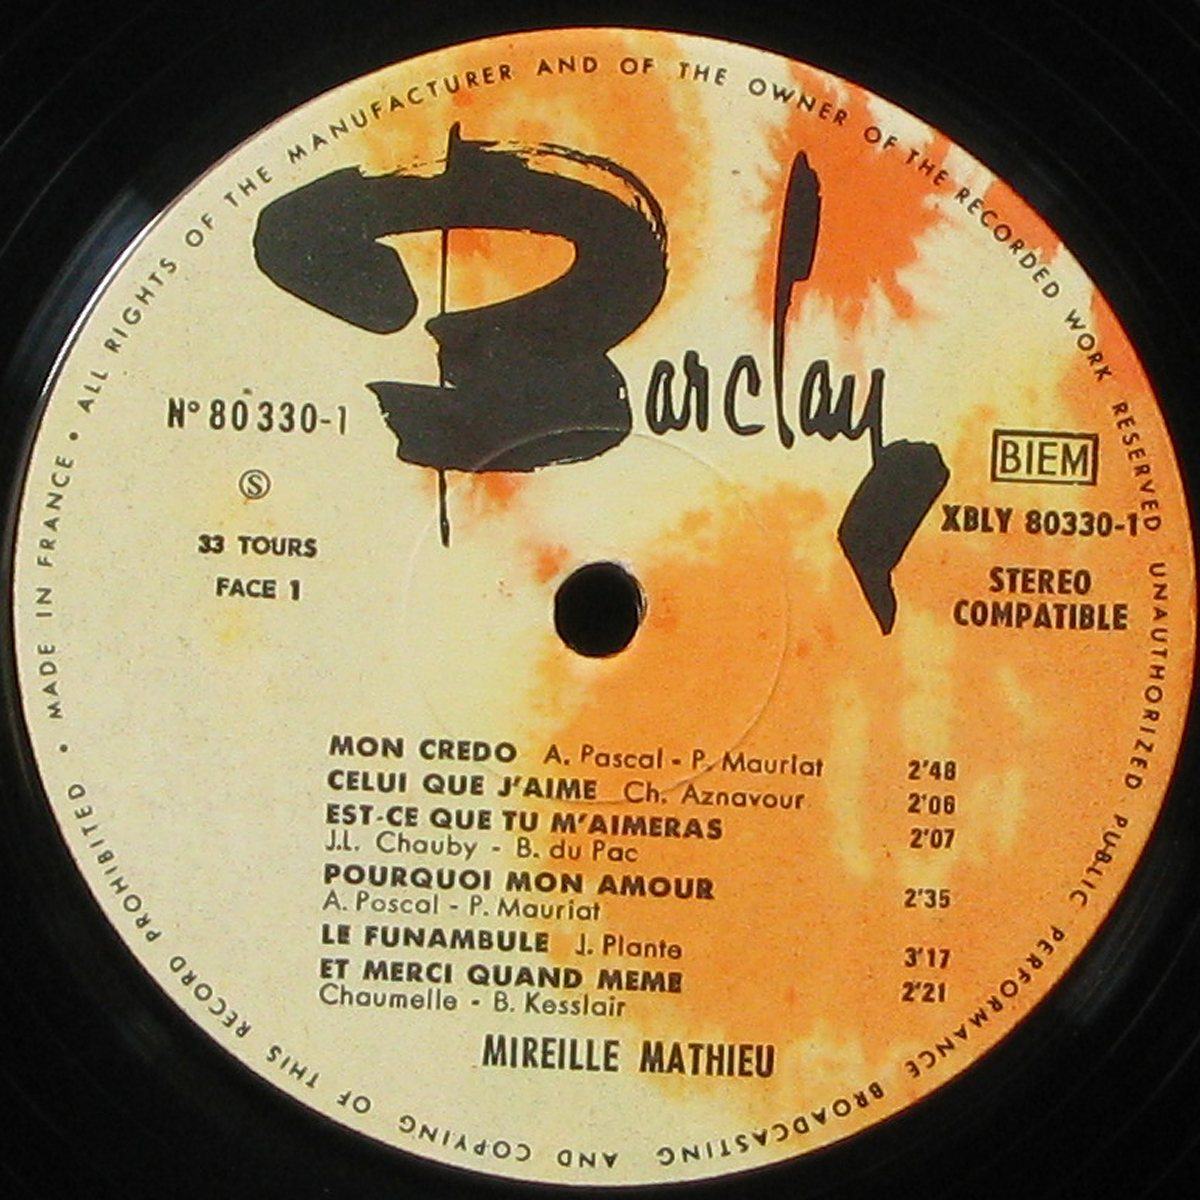 MADE IN FRANCE • ALL RIGHTS OF THE MANUFACTURER AND OF THE OWNER OF THE RECORDED WORK RESERVED UNAUTHORIZED PUBLIC PERFORMANCE BROADCASTING AND COPYING OF THIS RECORD PROHIBITED •
Barclay
N° 80330-1
Ⓢ
33 TOURS
FACE 1
BIEM
XBLY 80330-1
STEREO
COMPATIBLE
MON CREDO A. Pascal - P. Mauriat 2'48
CELUI QUE J'AIME Ch. Aznavour 2'06
EST-CE QUE TU M'AIMERAS 2'07
J.L. Chauby - B. du Pac
POURQUOI MON AMOUR 2'35
A. Pascal - P. Mauriat
LE FUNAMBULE J. Plante 3'17
ET MERCI QUAND MEME 2'21
Chaumelle - B. Kesslair
MIREILLE MATHIEU